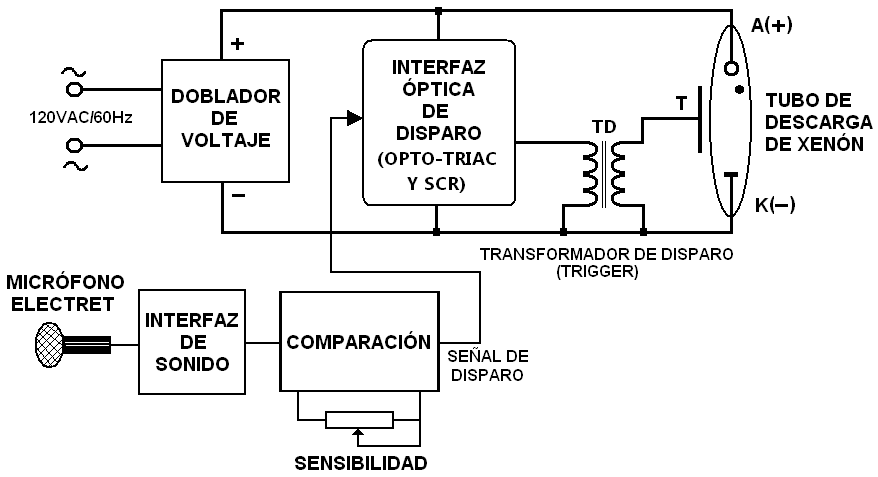 120VAC/60Hz
+
DOBLADOR
DE
VOLTAJE
−
INTERFAZ
ÓPTICA
DE
DISPARO
(OPTO-TRIAC
Y SCR)
TD
T
A(+)
TUBO DE
DESCARGA
DE XENÓN
K(−)
TRANSFORMADOR DE DISPARO
(TRIGGER)
MICRÓFONO
ELECTRET
INTERFAZ
DE
SONIDO
COMPARACIÓN
SEÑAL DE
DISPARO
SENSIBILIDAD